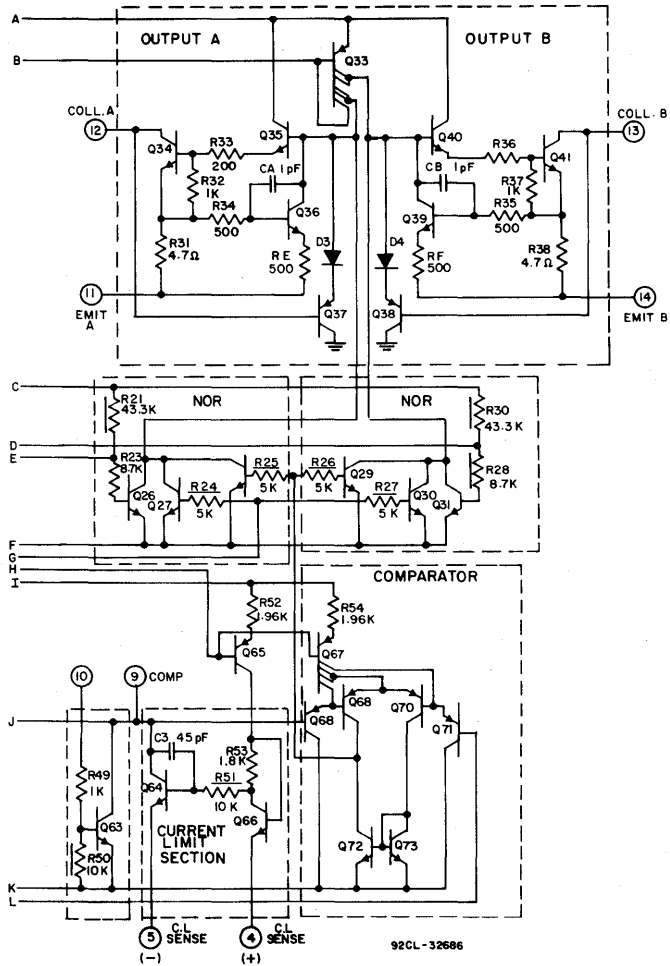 A
OUTPUT A
OUTPUT B
Q33
B
COLL. A
12
COLL. B
13
Q34
R33
200
Q35
Q40
R36
Q41
CA 1pF
CB 1pF
R32
1K
R37
1K
R34
500
Q36
Q39
R35
500
R31
4.7Ω
RE
500
D3
D4
RF
500
R38
4.7Ω
11
EMIT
A
Q37
Q38
14
EMIT B
C
R21
43.3K
NOR
NOR
R30
43.3K
D
E
R23
8.7K
R25
5K
R26
5K
Q29
R28
8.7K
Q26
Q27
R24
5K
R27
5K
Q30
Q31
F
G
H
I
COMPARATOR
R52
1.96K
R54
1.96K
Q65
Q67
10
9
COMP
J
Q68
Q68
Q70
Q71
C3
45pF
R53
1.8K
R49
1K
Q64
R51
10K
Q66
Q63
CURRENT
LIMIT
SECTION
Q72
Q73
R50
10K
K
L
5
C.L
SENSE
(-)
4
C.L
SENSE
(+)
92CL-32686